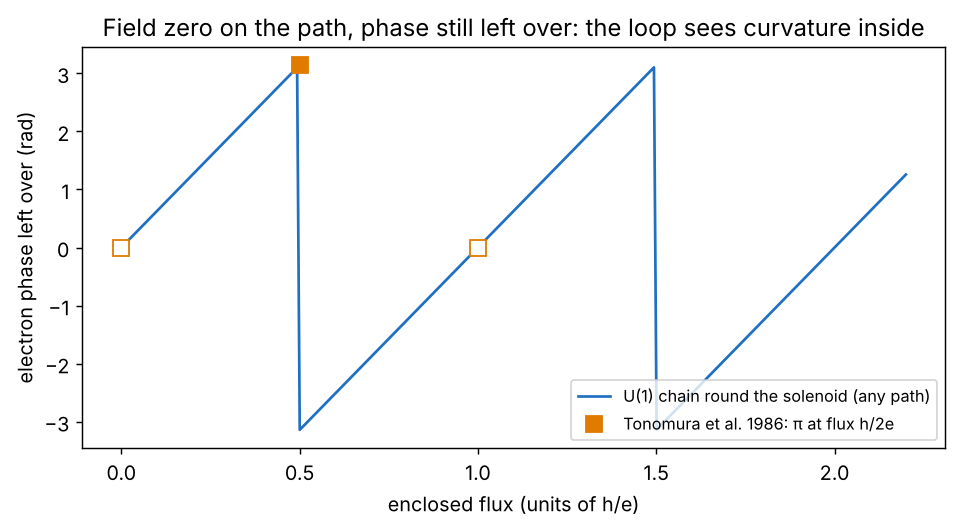 Field zero on the path, phase still left over: the loop sees curvature inside
electron phase left over (rad)
3
2
1
0
−1
−2
−3
0.0
0.5
1.0
1.5
2.0
enclosed flux (units of h/e)
U(1) chain round the solenoid (any path)
Tonomura et al. 1986: π at flux h/2e